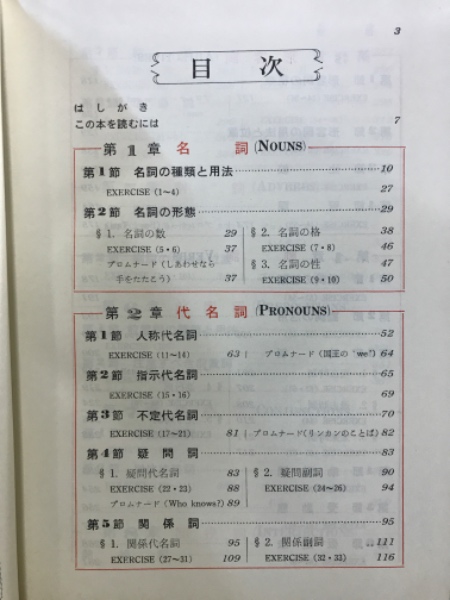 3
目 次
はしがき
この本を読むには 7
第1章 名 詞 (NOUNS)
第1節 名詞の種類と用法 10
EXERCISE (1～4) 27
第2節 名詞の形態 29
§ 1. 名詞の数 29
EXERCISE (5・6) 37
プロムナード (しあわせなら
手をたたこう) 37
§ 2. 名詞の格 38
EXERCISE (7・8) 46
§ 3. 名詞の性 47
EXERCISE (9・10) 50
第2章 代 名 詞 (PRONOUNS)
第1節 人称代名詞 52
EXERCISE (11～14) 63 プロムナード (国王の "we") 64
第2節 指示代名詞 65
EXERCISE (15・16) 69
第3節 不定代名詞 70
EXERCISE (17～21) 81 プロムナード (リンカンのことば) 82
第4節 疑 問 詞 83
§ 1. 疑問代名詞 83
EXERCISE (22・23) 88
プロムナード (Who knows?) 89
§ 2. 疑問副詞 90
EXERCISE (24～26) 94
第5節 関 係 詞 95
§ 1. 関係代名詞 95
EXERCISE (27～31) 109
§ 2. 関係副詞 111
EXERCISE (32・33) 116